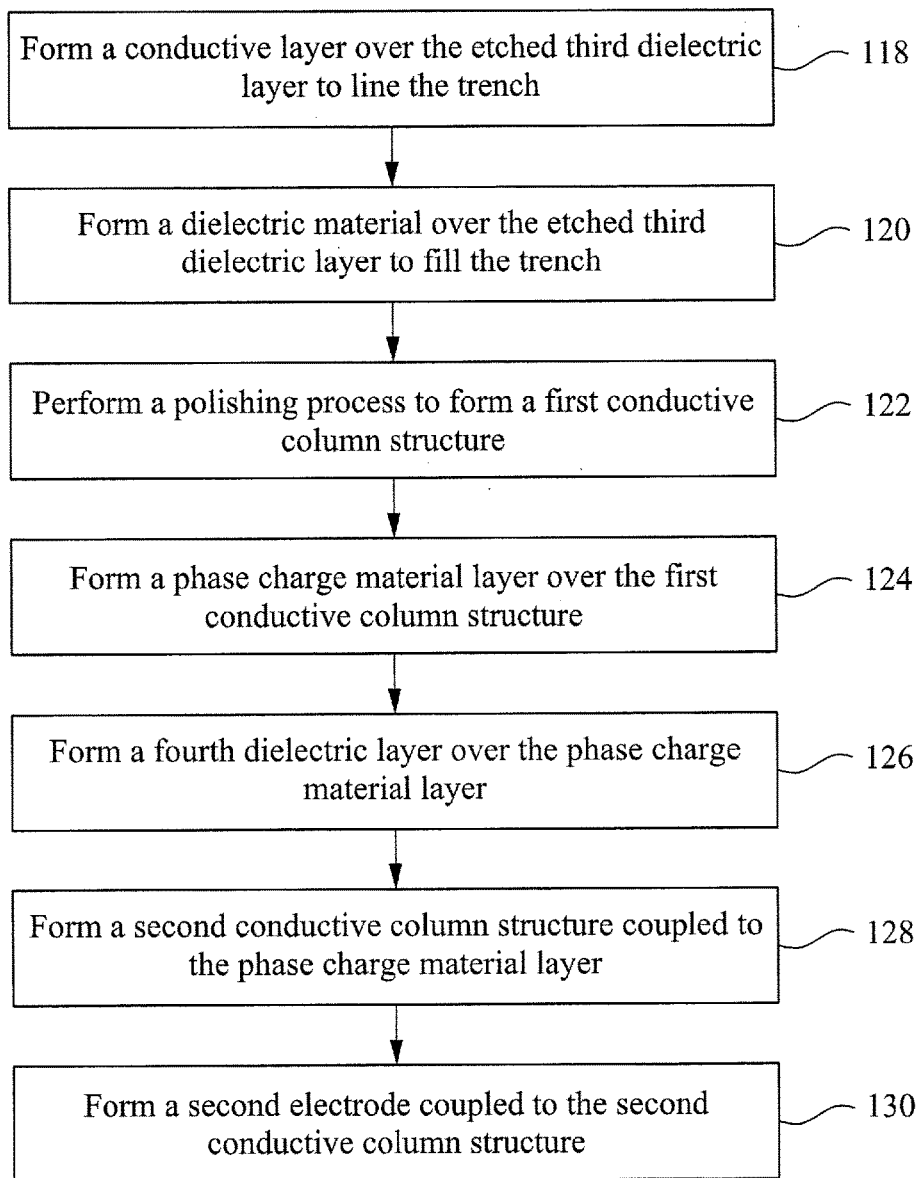 Form a conductive layer over the etched third dielectric
layer to line the trench
118
Form a dielectric material over the etched third
dielectric layer to fill the trench
120
Perform a polishing process to form a first conductive
column structure
122
Form a phase charge material layer over the first
conductive column structure
124
Form a fourth dielectric layer over the phase charge
material layer
126
Form a second conductive column structure coupled to
the phase charge material layer
128
Form a second electrode coupled to the second
conductive column structure
130